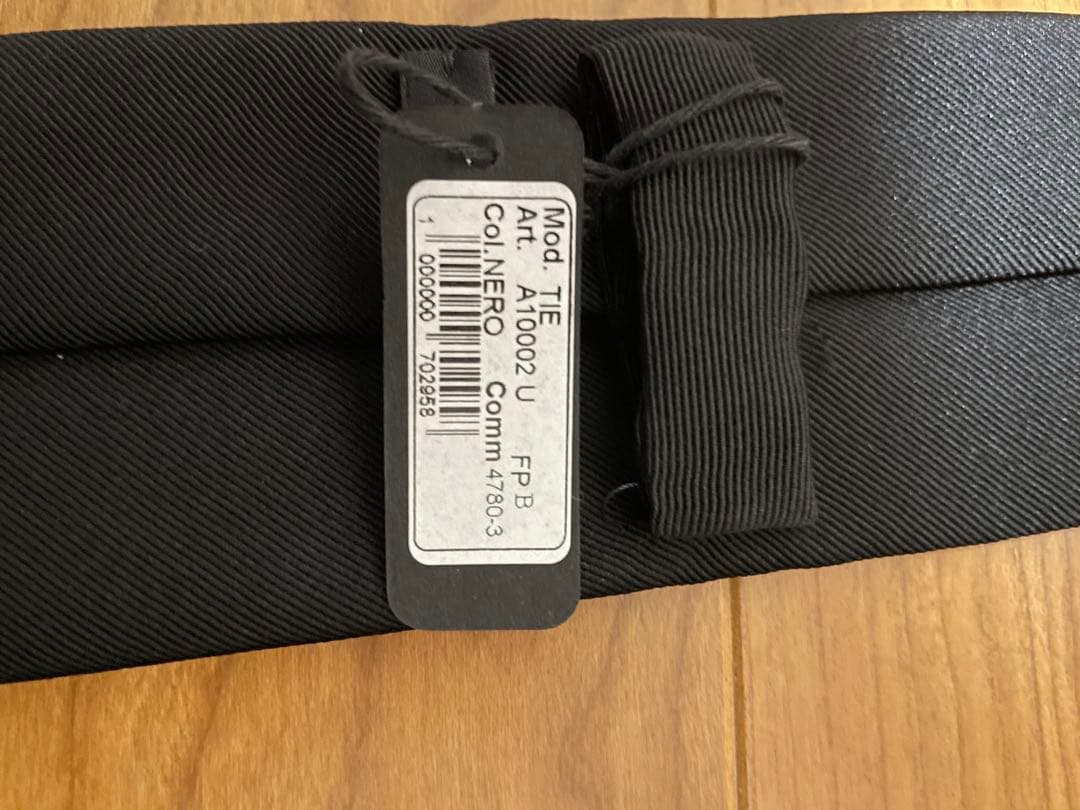 Mod. TIE
Art. A10002 U FP B
Col.NERO Comm 4780-3
1 000000 702958